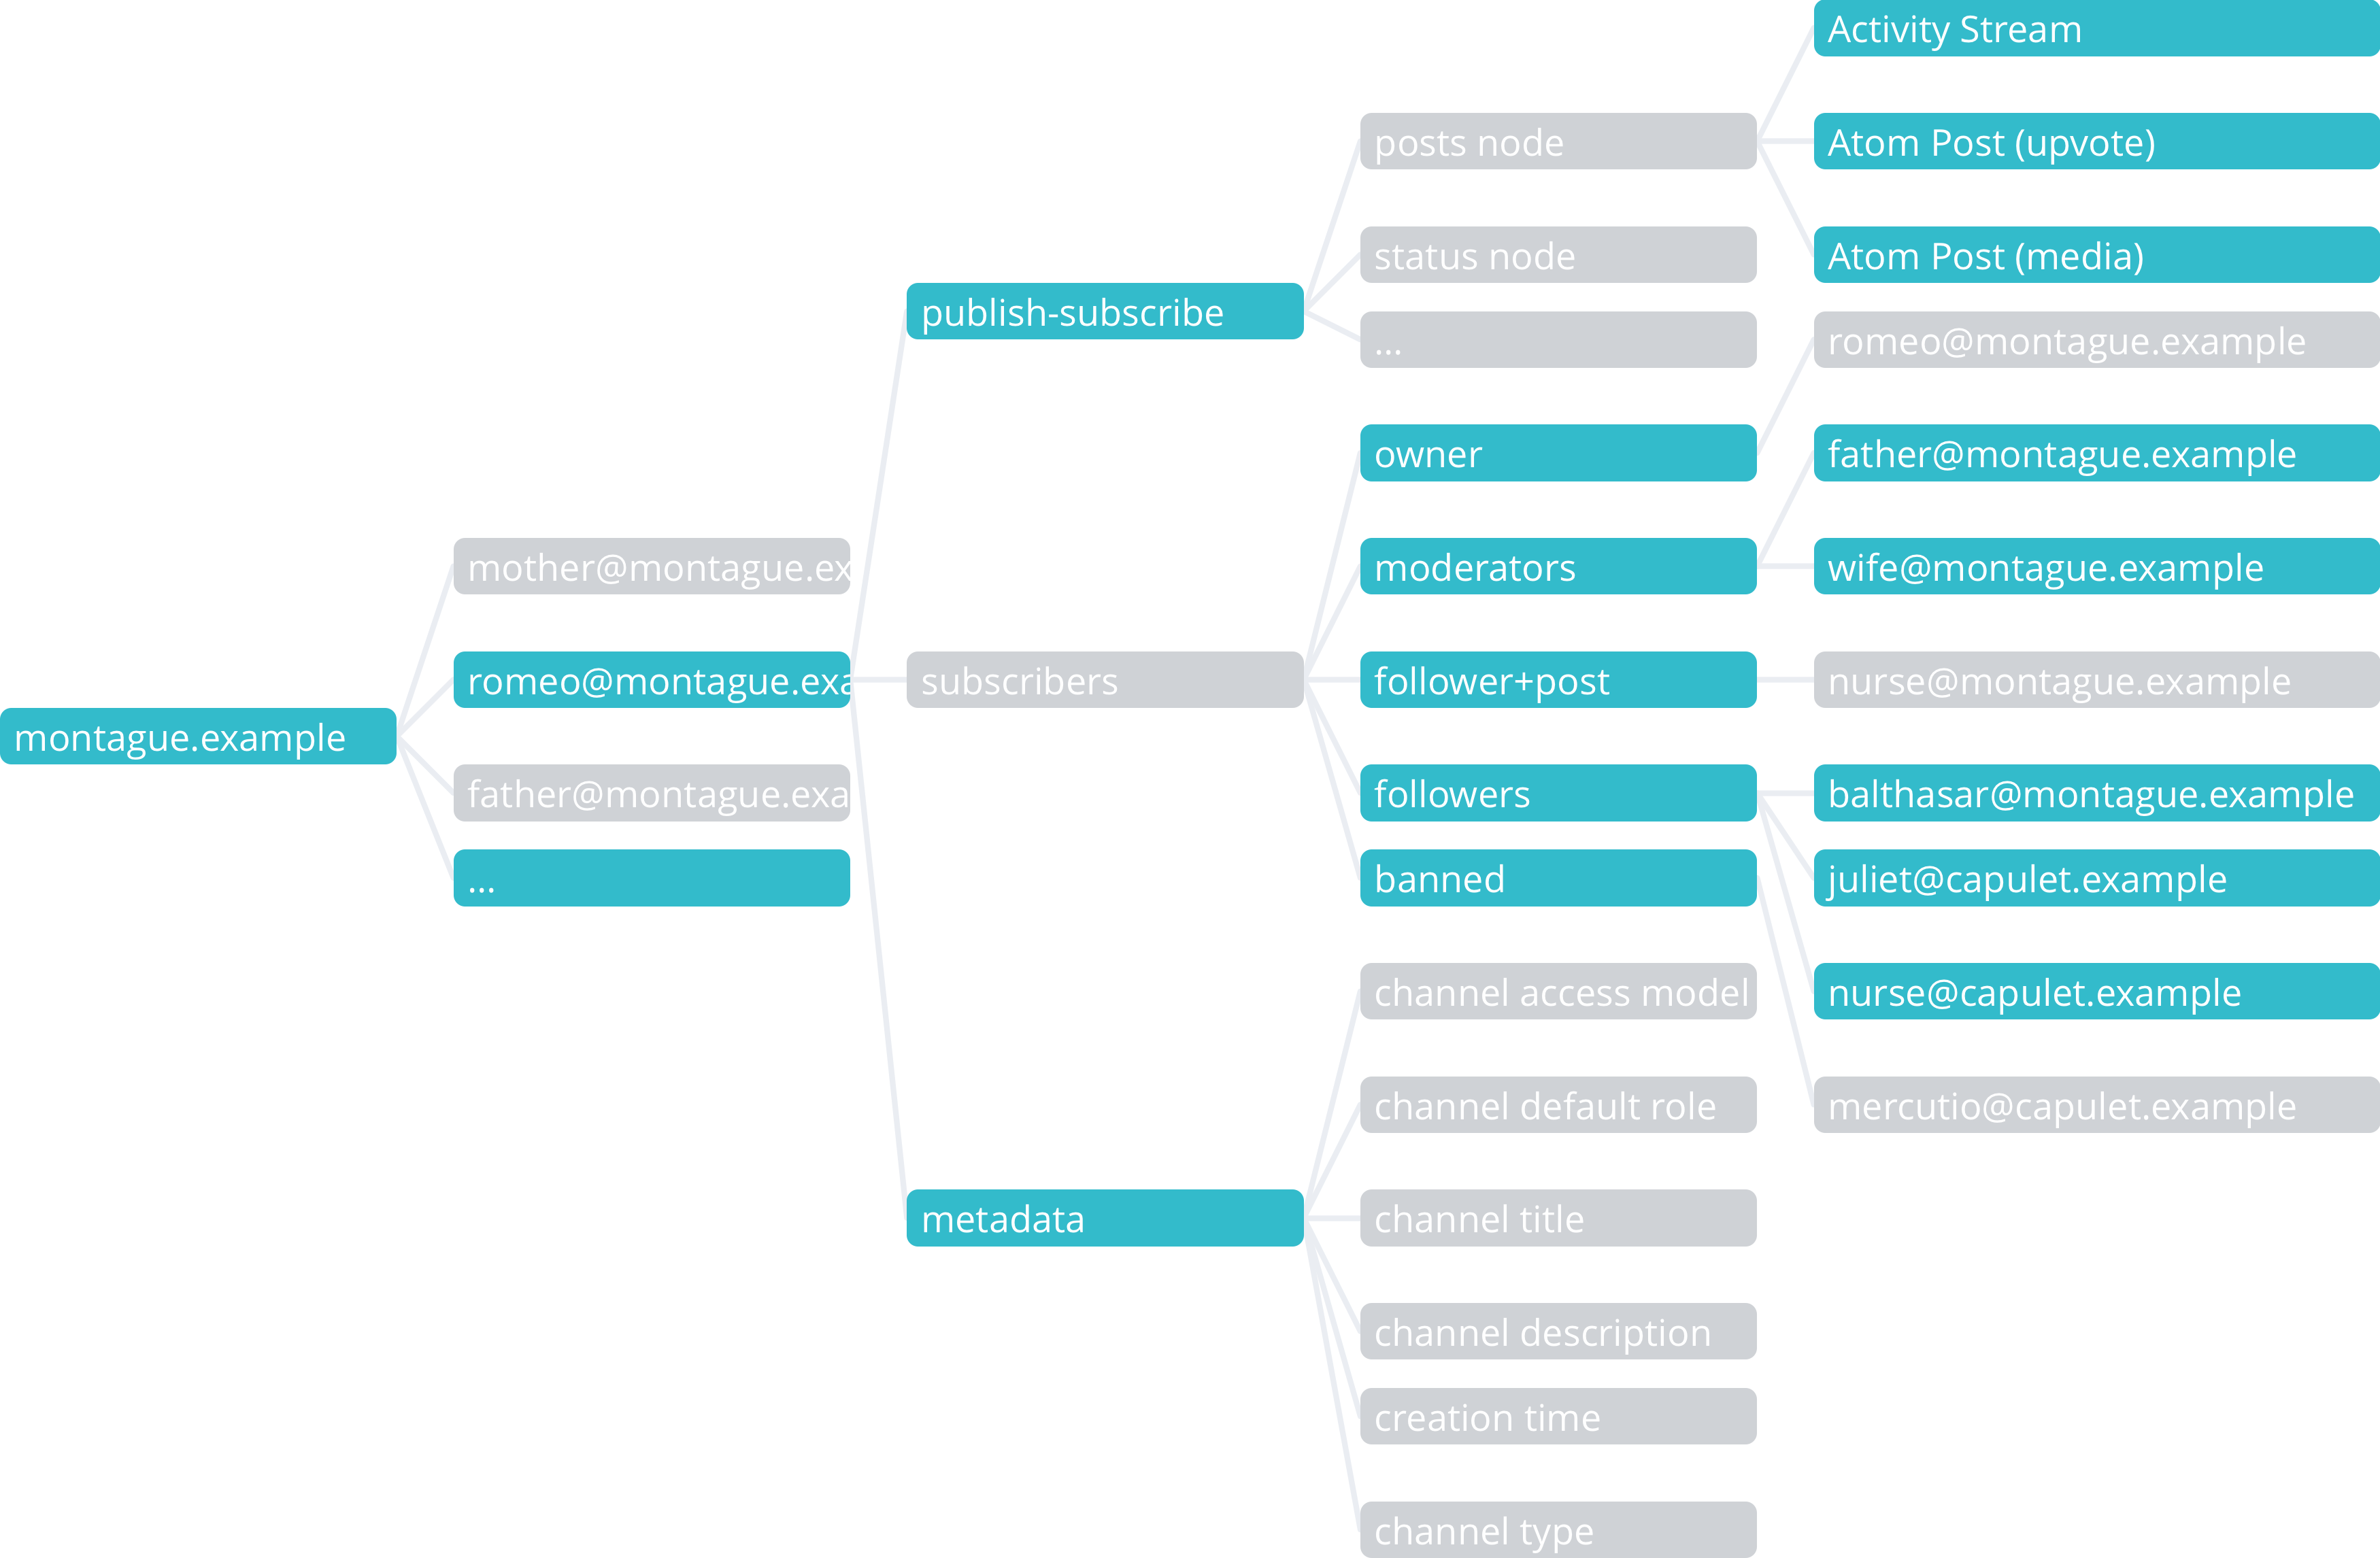 montague.example
mother@montague.ex
romeo@montague.exa
father@montague.exa
...
publish-subscribe
subscribers
metadata
posts node
status node
...
owner
moderators
follower+post
followers
banned
channel access model
channel default role
channel title
channel description
creation time
channel type
Activity Stream
Atom Post (upvote)
Atom Post (media)
romeo@montague.example
father@montague.example
wife@montague.example
nurse@montague.example
balthasar@montague.example
juliet@capulet.example
nurse@capulet.example
mercutio@capulet.example